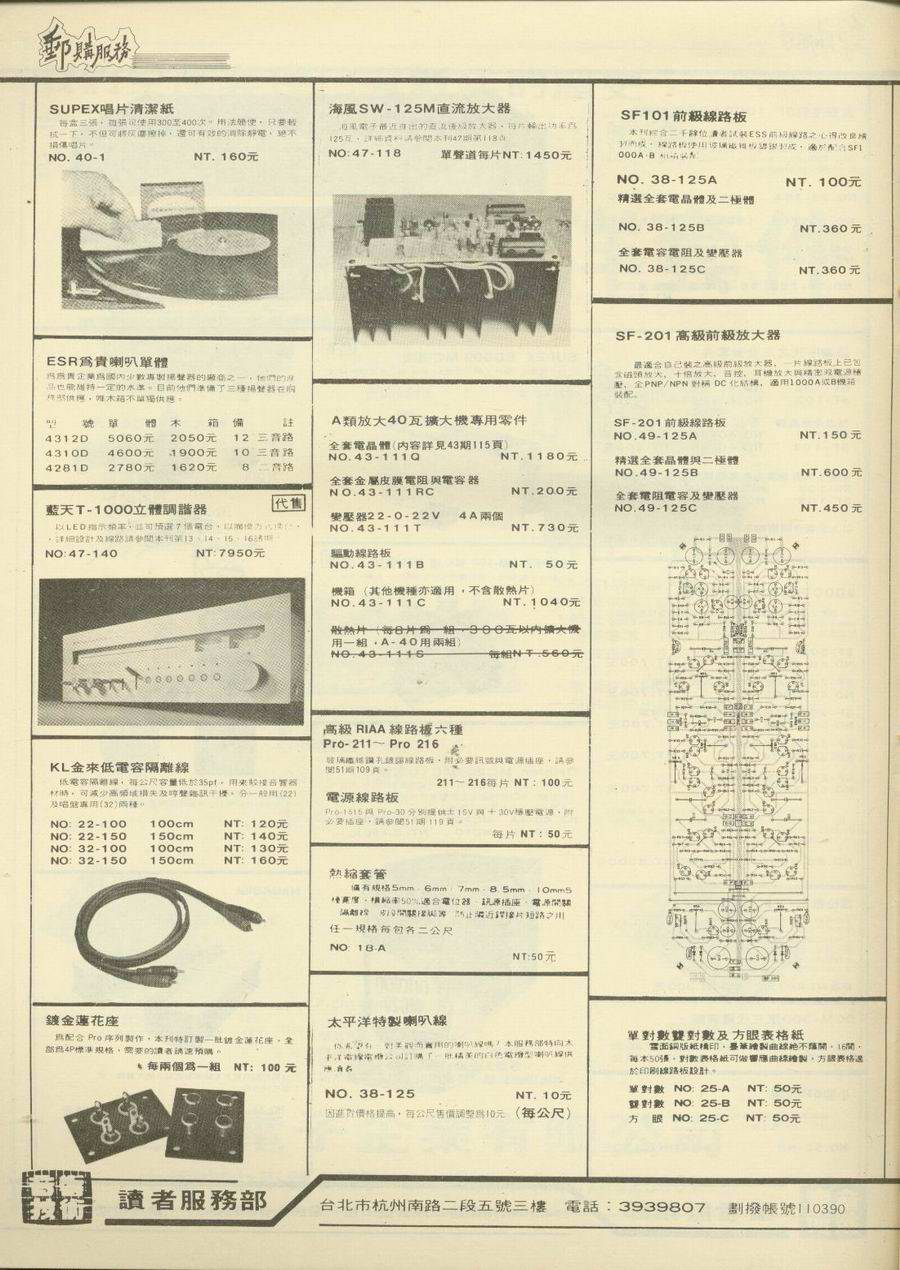 郵購服務
SUPEX唱片清潔紙
每盒三張，每張可使用300至400次。用法簡便，只要輕
拭一下，不但可將灰塵擦掉，還可有效的消除靜電，絕不
損傷唱片。
NO. 40-1 NT. 160元
ESR爲貴喇叭單體
爲爲貴企業爲國內少數專製揚聲器的廠商之一，他們的產
品也能維持一定的水準。目前他們準備了三種揚聲器在
服務部供應，唯木箱不單獨供應。
型 號 單 體 木 箱 備 註
4312D 5060元 2050元 12 三音路
4310D 4600元 1900元 10 三音路
4281D 2780元 1620元 8 二音路
藍天T-1000立體調諧器 代售
以LED指示頻率，並可預選7個電台，以
，詳細設計及線路請參閱本刊第13、14、15、16諸期
NO:47-140 NT:7950元
KL金來低電容隔離線
低電容隔離線，每公尺容量低於35pf，用來較接音響器
材時，可減少高頻域損失及哼聲雜訊干擾。分一般用(22)
及唱盤專用(32)兩種。
NO: 22-100 100cm NT: 120元
NO: 22-150 150cm NT: 140元
NO: 32-100 100cm NT: 130元
NO: 32-150 150cm NT: 160元
鍍金蓮花座
爲配合 Pro 序列製作，本刊特訂製一批鍍金蓮花座，全
部爲4P標準規格，需要的讀者請速預購。
每兩個爲一組 NT: 100 元
海風SW-125M直流放大器
海風電子最近推出的直流後級放大器，每片輸出功率爲
125瓦，詳細資料請參閱本刊47期第118頁
NO:47-118 單聲道每片NT:1450元
A類放大40瓦擴大機專用零件
全套電晶體(內容詳見43期115頁)
NO.43-111Q NT.1180元
全套金屬皮膜電阻與電容器
NO.43-111RC NT.200元
變壓器22-0-22V 4A兩個
NO.43-111T NT.730元
驅動線路板
NO.43-111B NT. 50元
機箱（其他機種亦適用，不含散熱片）
NO.43-111C NT.1040元
散熱片（每8片爲一組，300瓦以內擴大機
用一組，A-40用兩組）
NO.43-111S 每組NT.560元
高級 RIAA 線路板六種
Pro-211～Pro 216
玻璃纖維鑽孔鍍錫線路板，附必要訊號與電源插座，請參
閱51期109頁。
211～216每片 NT：100元
電源線路板
Pro-1515與 Pro-30 分別提供±15V 與＋30V穩壓電源，附
必要插座，請參閱51期119頁。
每片 NT：50元
熱縮套管
備有規格5mm．6mm．7mm．8.5mm．10mm5
種寬度，橫縮率50%適合電位器．訊源插座．電源開關
隔離線 防止鄰近銲接片短路之用
任一規格每包各二公尺
NO: 18-A NT:50元
太平洋特製喇叭線
對美觀而實用的喇叭線嗎？本服務部特向太
平洋電線電纜公司訂購了一批精美的白色電纜型喇叭線供
應讀者
NO. 38-125 NT. 10元
因進貨價格提高，每公尺售價調整爲10元 （每公尺）
SF101前級線路板
本刊綜合二千餘位讀者試裝ESS前級線路之心得改良精
製而成，線路板使用玻璃纖維板鍍銀製成，適於配合SF1
000A·B 機箱裝配
NO. 38-125A NT. 100元
精選全套電晶體及二極體
NO. 38-125B NT.360元
全套電容電阻及變壓器
NO. 38-125C NT.360元
SF-201高級前級放大器
最適合自己裝之高級前級放大器，一片線路板上已包
含磁頭放大，十倍放大，音控，耳機放大與精密級電源穩
壓，全PNP/NPN 對稱 DC 化結構，適用1000A或B機箱
裝配。
SF-201前級線路板
NO.49-125A NT.150元
精選全套晶體與二極體
NO.49-125B NT.600元
全套電阻電容及變壓器
NO.49-125C NT.450元
單對數雙對數及方眼表格紙
雪面銅版紙精印，墨筆繪製曲線絕不蔭開，16開，
每本50張，對數表格紙可做響應曲線繪製，方眼表格適
於印刷線路板設計。
單對數 NO: 25-A NT: 50元
雙對數 NO: 25-B NT: 50元
方 眼 NO: 25-C NT: 50元
音樂
技術
讀者服務部 台北市杭州南路二段五號三樓 電話：3939807 劃撥帳號110390